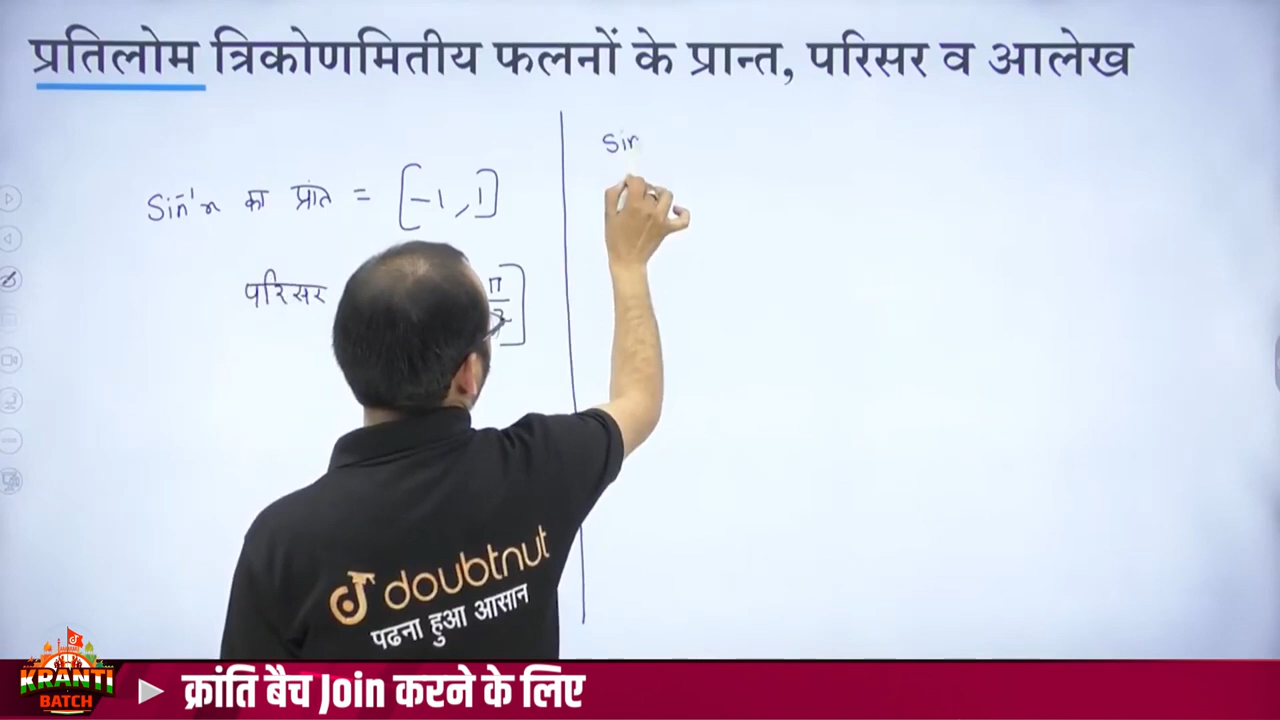 प्रतिलोम त्रिकोणमितीय फलनों के प्रान्त, परिसर व आलेख
Sin⁻¹x का प्रांत = [-1, 1]
परिसर π/2]
Sin
doubtnut
पढना हुआ आसान
KRANTI
BATCH
क्रांति बैच Join करने के लिए